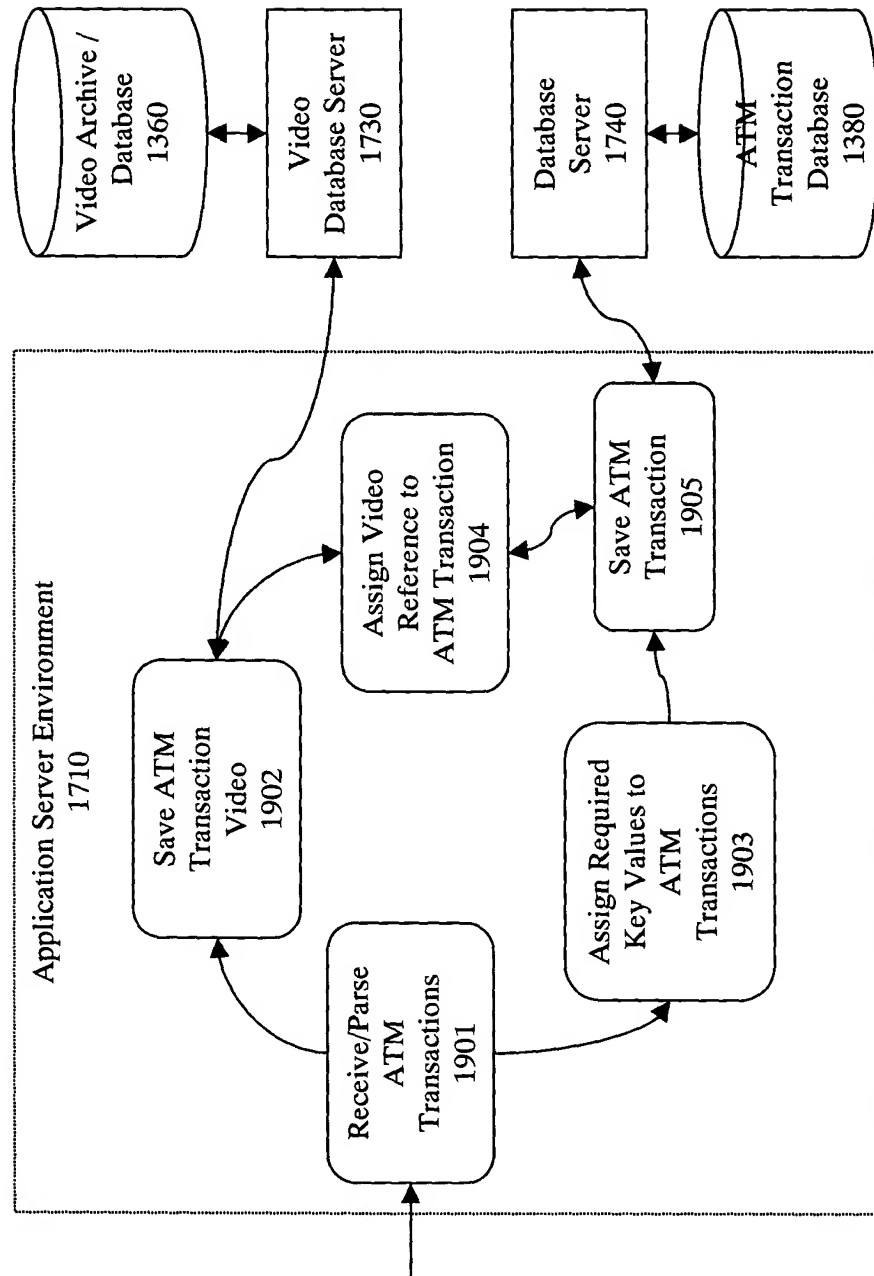 Application Server Environment
1710
Receive/Parse
ATM
Transactions
1901
Save ATM
Transaction
Video
1902
Assign Required
Key Values to
ATM
Transactions
1903
Assign Video
Reference to
ATM Transaction
1904
Save ATM
Transaction
1905
Video Archive /
Database
1360
Video
Database Server
1730
Database
Server
1740
ATM
Transaction
Database
1380